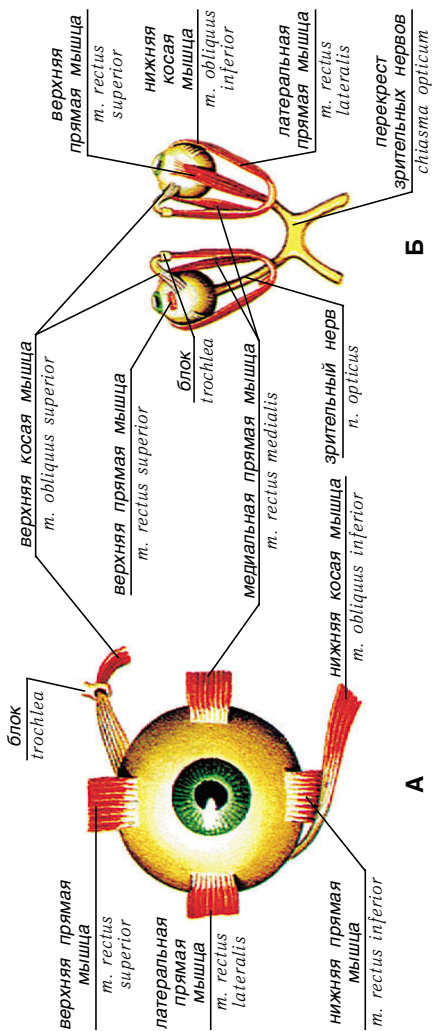 верхняя прямая
мышца
m. rectus
superior
латеральная
прямая
мышца
m. rectus
lateralis
нижняя прямая
мышца
m. rectus inferior
блок
trochlea
верхняя косая мышца
m. obliquus superior
верхняя прямая мышца
m. rectus superior
блок
trochlea
медиальная прямая мышца
m. rectus medialis
нижняя косая мышца
m. obliquus inferior
А
верхняя
прямая мышца
m. rectus
superior
нижняя
косая
мышца
m. obliquus
inferior
латеральная
прямая мышца
m. rectus
lateralis
перекрест
зрительных нервов
chiasma opticum
зрительный нерв
n. opticus
Б